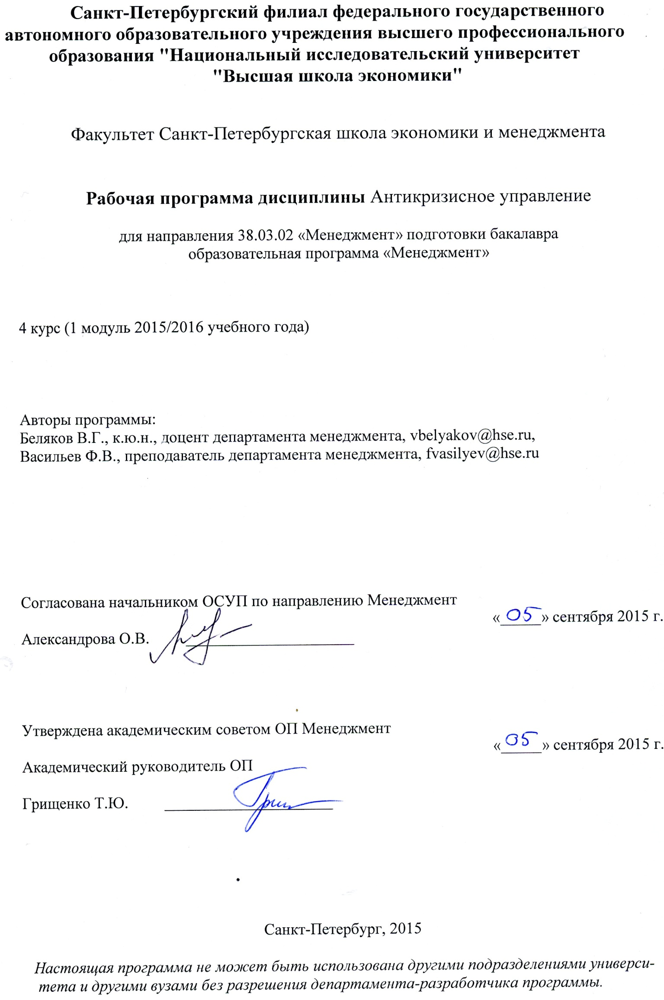 Санкт-Петербургский филиал федерального государственного
автономного образовательного учреждения высшего профессионального
образования "Национальный исследовательский университет
"Высшая школа экономики"
Факультет Санкт-Петербургская школа экономики и менеджмента
Рабочая программа дисциплины Антикризисное управление
для направления 38.03.02 «Менеджмент» подготовки бакалавра
образовательная программа «Менеджмент»
4 курс (1 модуль 2015/2016 учебного года)
Авторы программы:
Беляков В.Г., к.ю.н., доцент департамента менеджмента, vbelyakov@hse.ru,
Васильев Ф.В., преподаватель департамента менеджмента, fvasilyev@hse.ru
Согласована начальником ОСУП по направлению Менеджмент
«05» сентября 2015 г.
Александрова О.В.
Утверждена академическим советом ОП Менеджмент
«05» сентября 2015 г.
Академический руководитель ОП
Грищенко Т.Ю.
Санкт-Петербург, 2015
Настоящая программа не может быть использована другими подразделениями универси-
тета и другими вузами без разрешения департамента-разработчика программы.